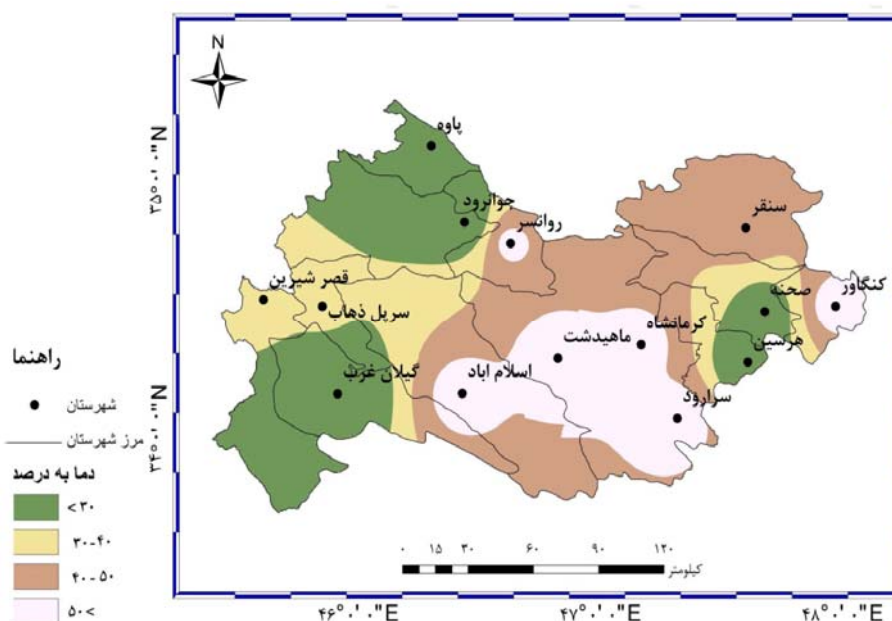 N
۳۵°۰'۰"N
۳۴°۰'۰"N
پاوه
جوانرود
روانسر
سنقر
کنگاور
صحنه
هرسین
قصر شیرین
سرپل ذهاب
کرمانشاه
ماهیدشت
گیلان غرب
اسلام اباد
سرارود
راهنما
شهرستان
مرز شهرستان
دما به درصد
< ۳۰
۳۰-۴۰
۴۰ - ۵۰
۵۰ >
۰ ۱۵ ۳۰ ۶۰ ۹۰ ۱۲۰
کیلومتر
۴۶°۰'۰"E ۴۷°۰'۰"E ۴۸°۰'۰"E